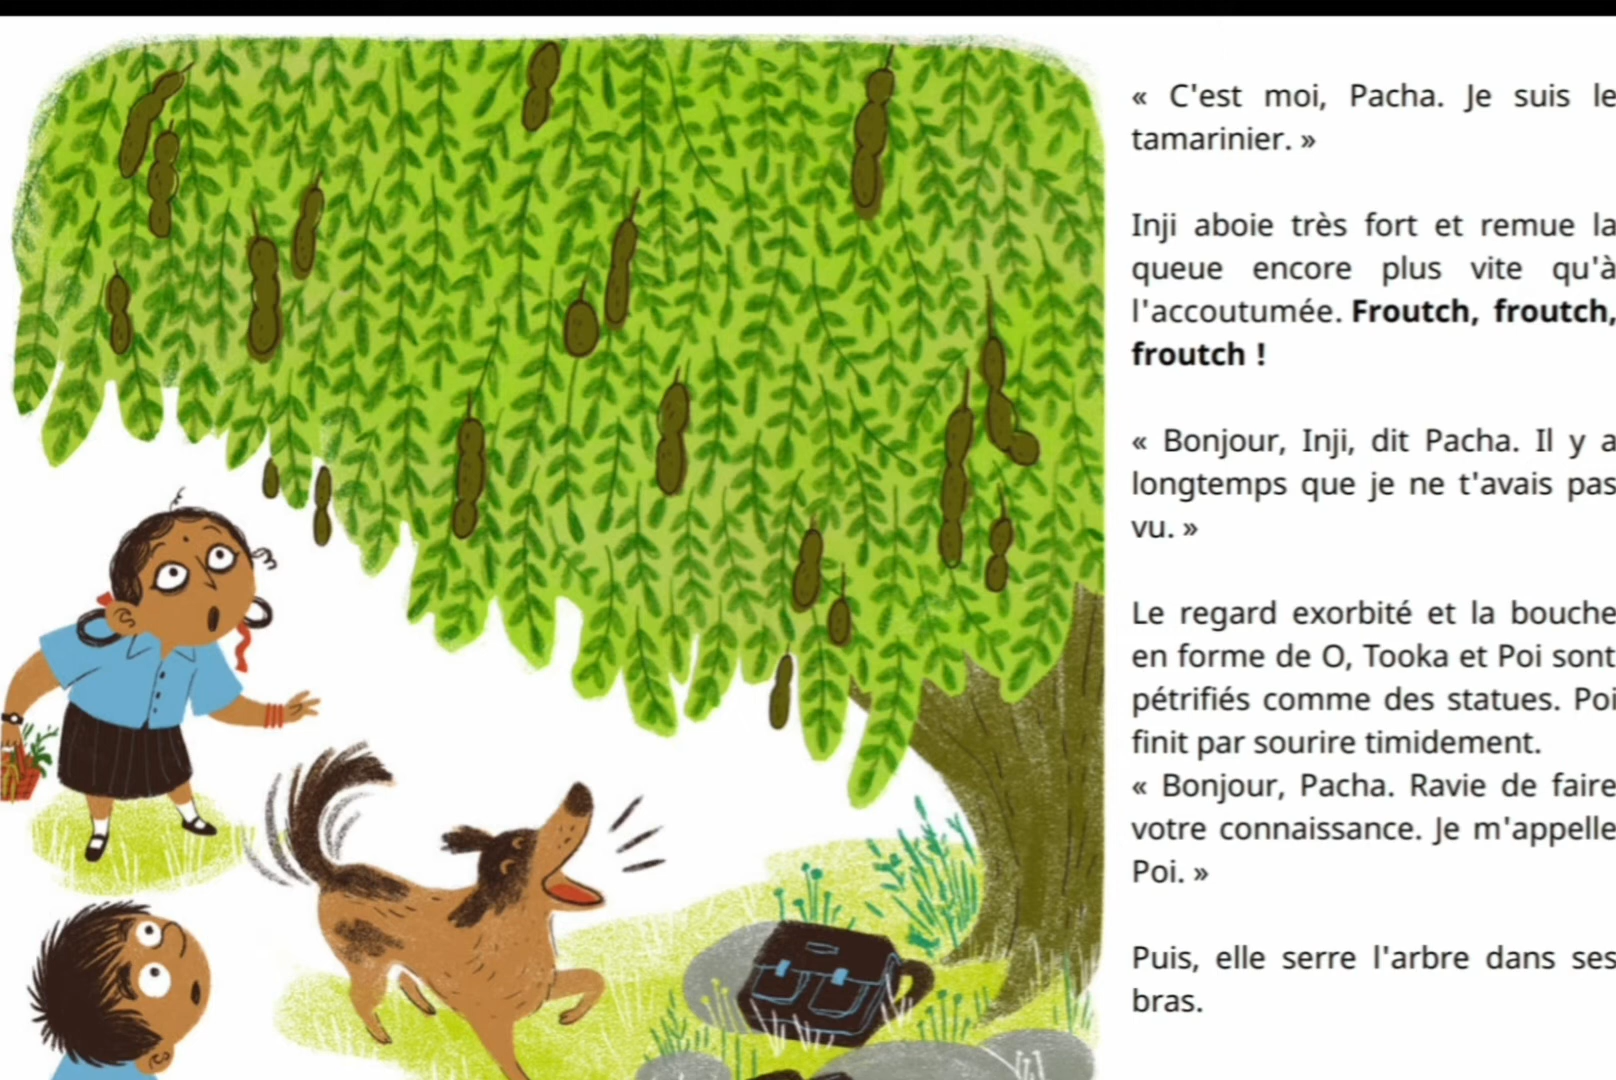 « C'est moi, Pacha. Je suis le
tamarinier. »
Inji aboie très fort et remue la
queue encore plus vite qu'à
l'accoutumée. Froutch, froutch,
froutch !
« Bonjour, Inji, dit Pacha. Il y a
longtemps que je ne t'avais pas
vu. »
Le regard exorbité et la bouche
en forme de O, Tooka et Poi sont
pétrifiés comme des statues. Poi
finit par sourire timidement.
« Bonjour, Pacha. Ravie de faire
votre connaissance. Je m'appelle
Poi. »
Puis, elle serre l'arbre dans ses
bras.